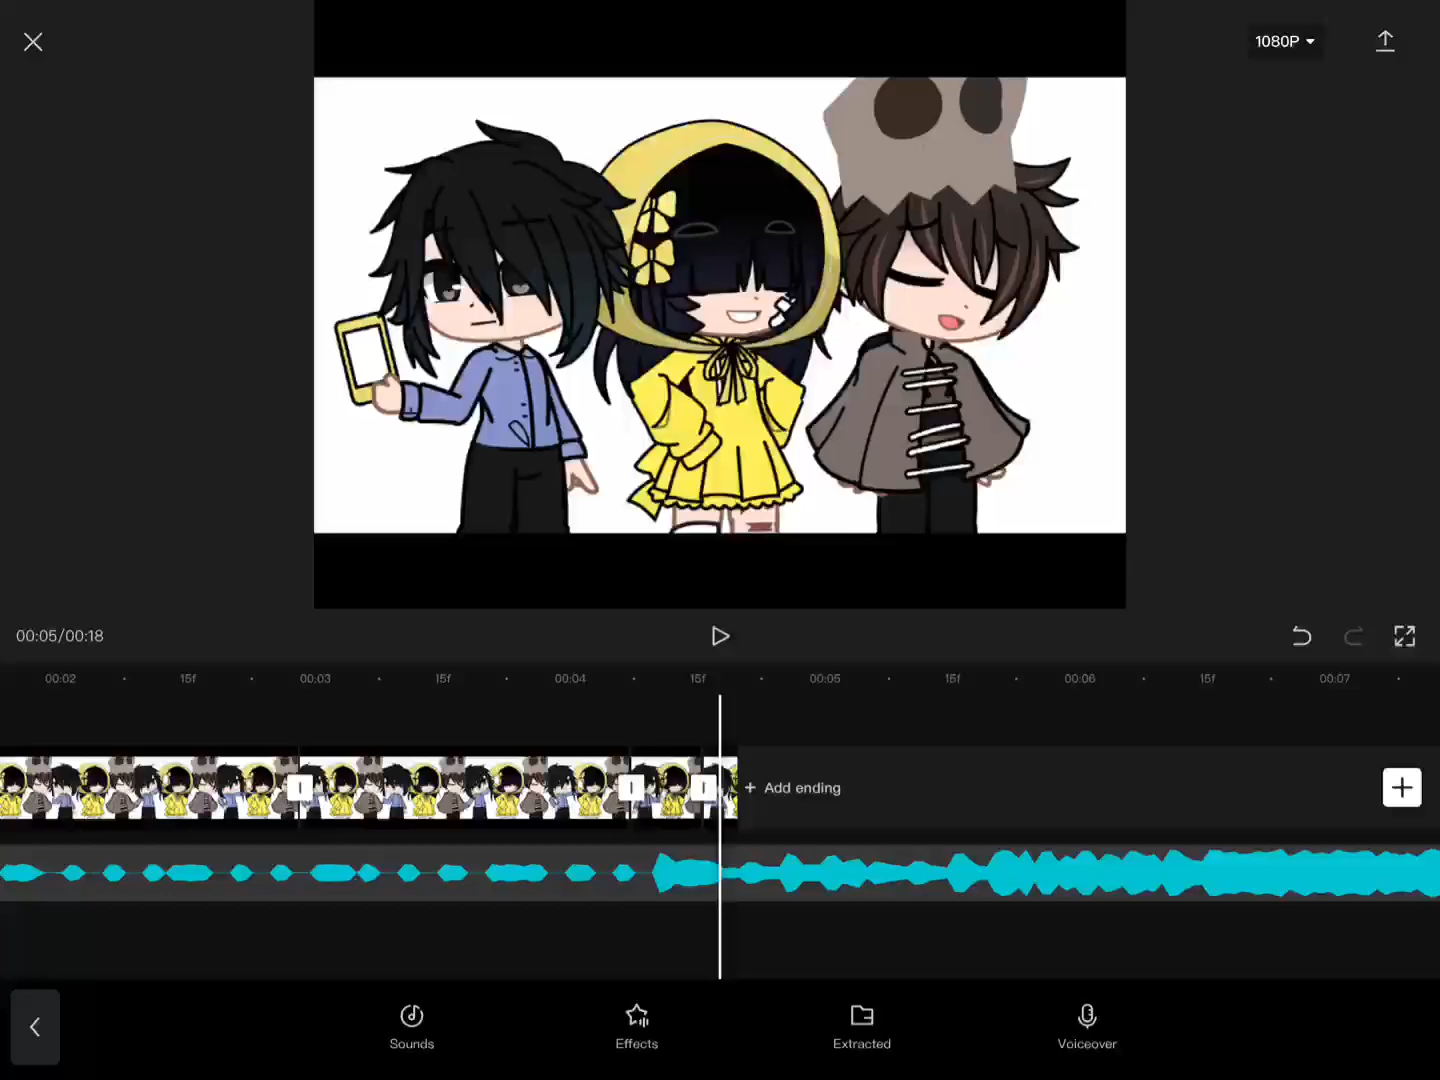 1080P
00:05/00:18
00:02 15f 00:03 15f 00:04 15f 00:05 15f 00:06 15f 00:07
+ Add ending
Sounds Effects Extracted Voiceover